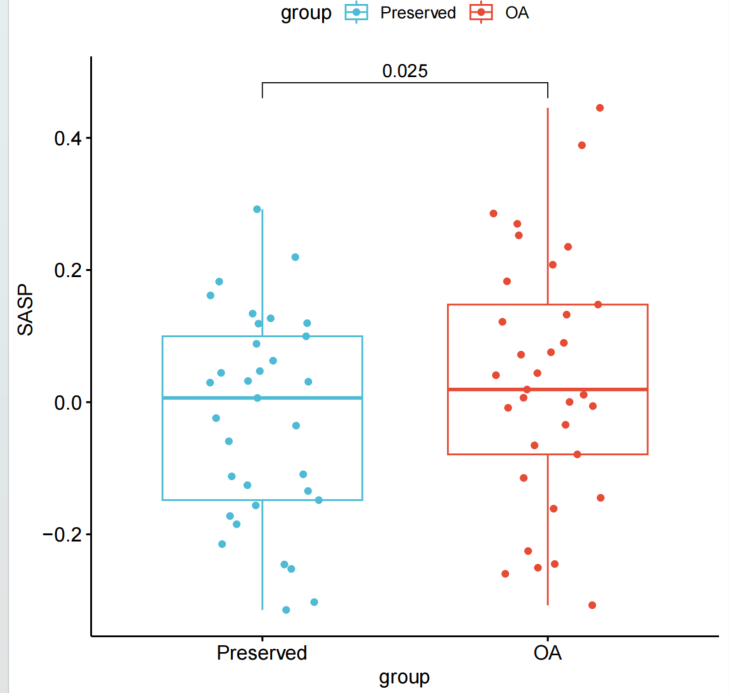 group Preserved OA
0.025
0.4
0.2
0.0
−0.2
SASP
Preserved OA
group